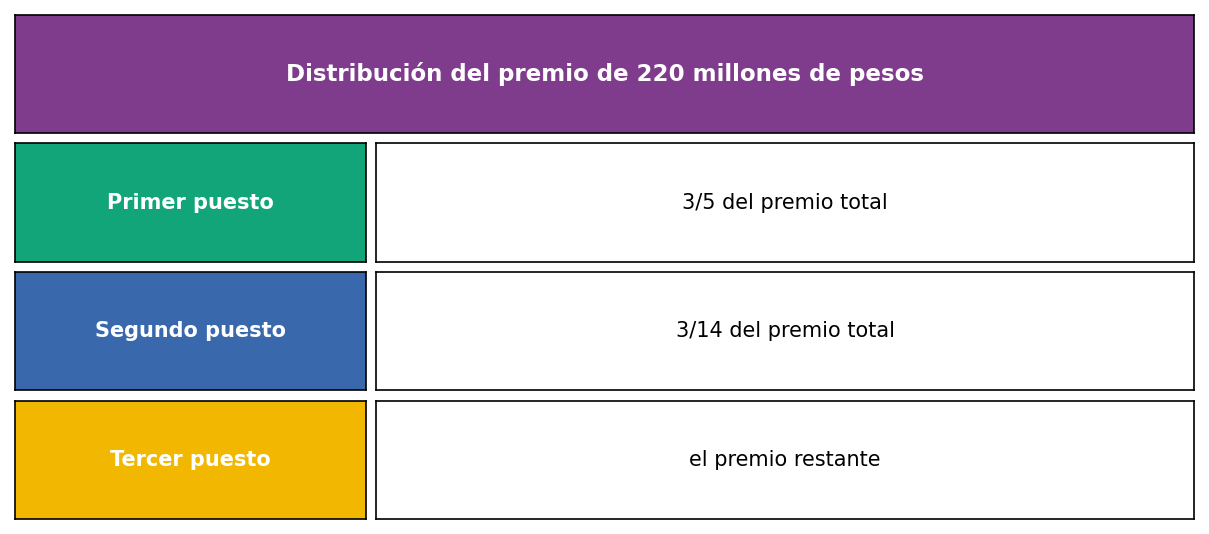 Distribución del premio de 220 millones de pesos
Primer puesto
3/5 del premio total
Segundo puesto
3/14 del premio total
Tercer puesto
el premio restante